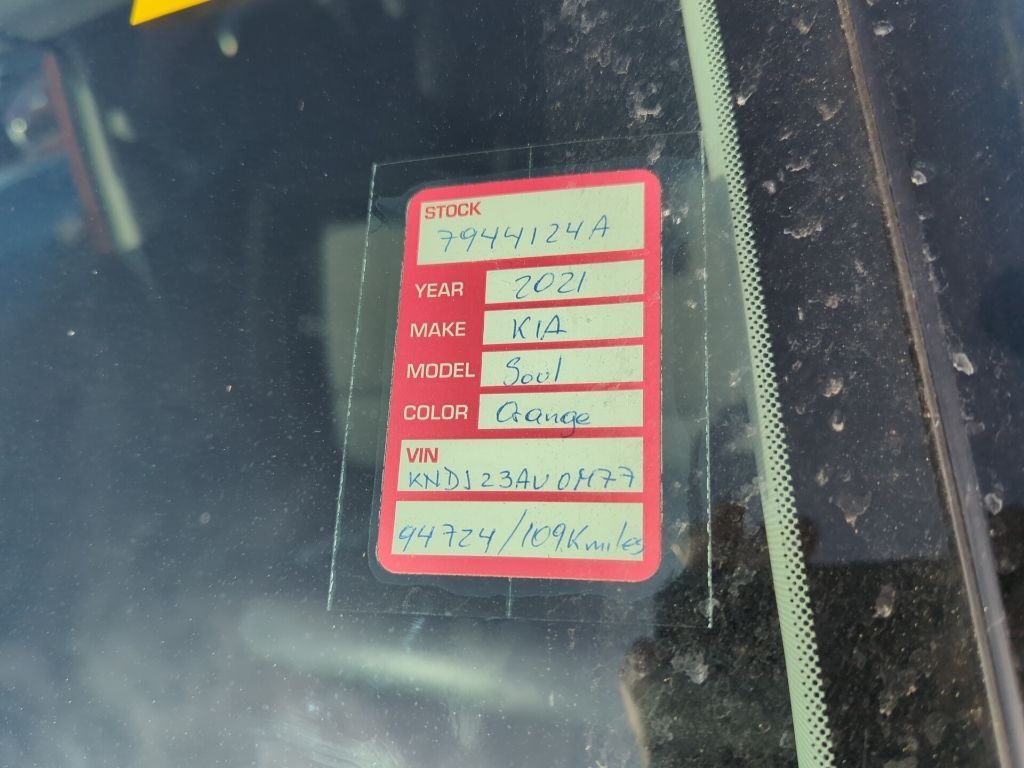 STOCK
7944124A
YEAR 2021
MAKE KIA
MODEL Soul
COLOR Orange
VIN
KNDJ23AU0M77
94724/109Kmiles